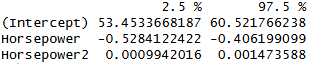 2.5 % 97.5 %
(Intercept) 53.4533668187 60.521766238
Horsepower -0.5284122422 -0.406199099
Horsepower2 0.0009942016 0.001473588